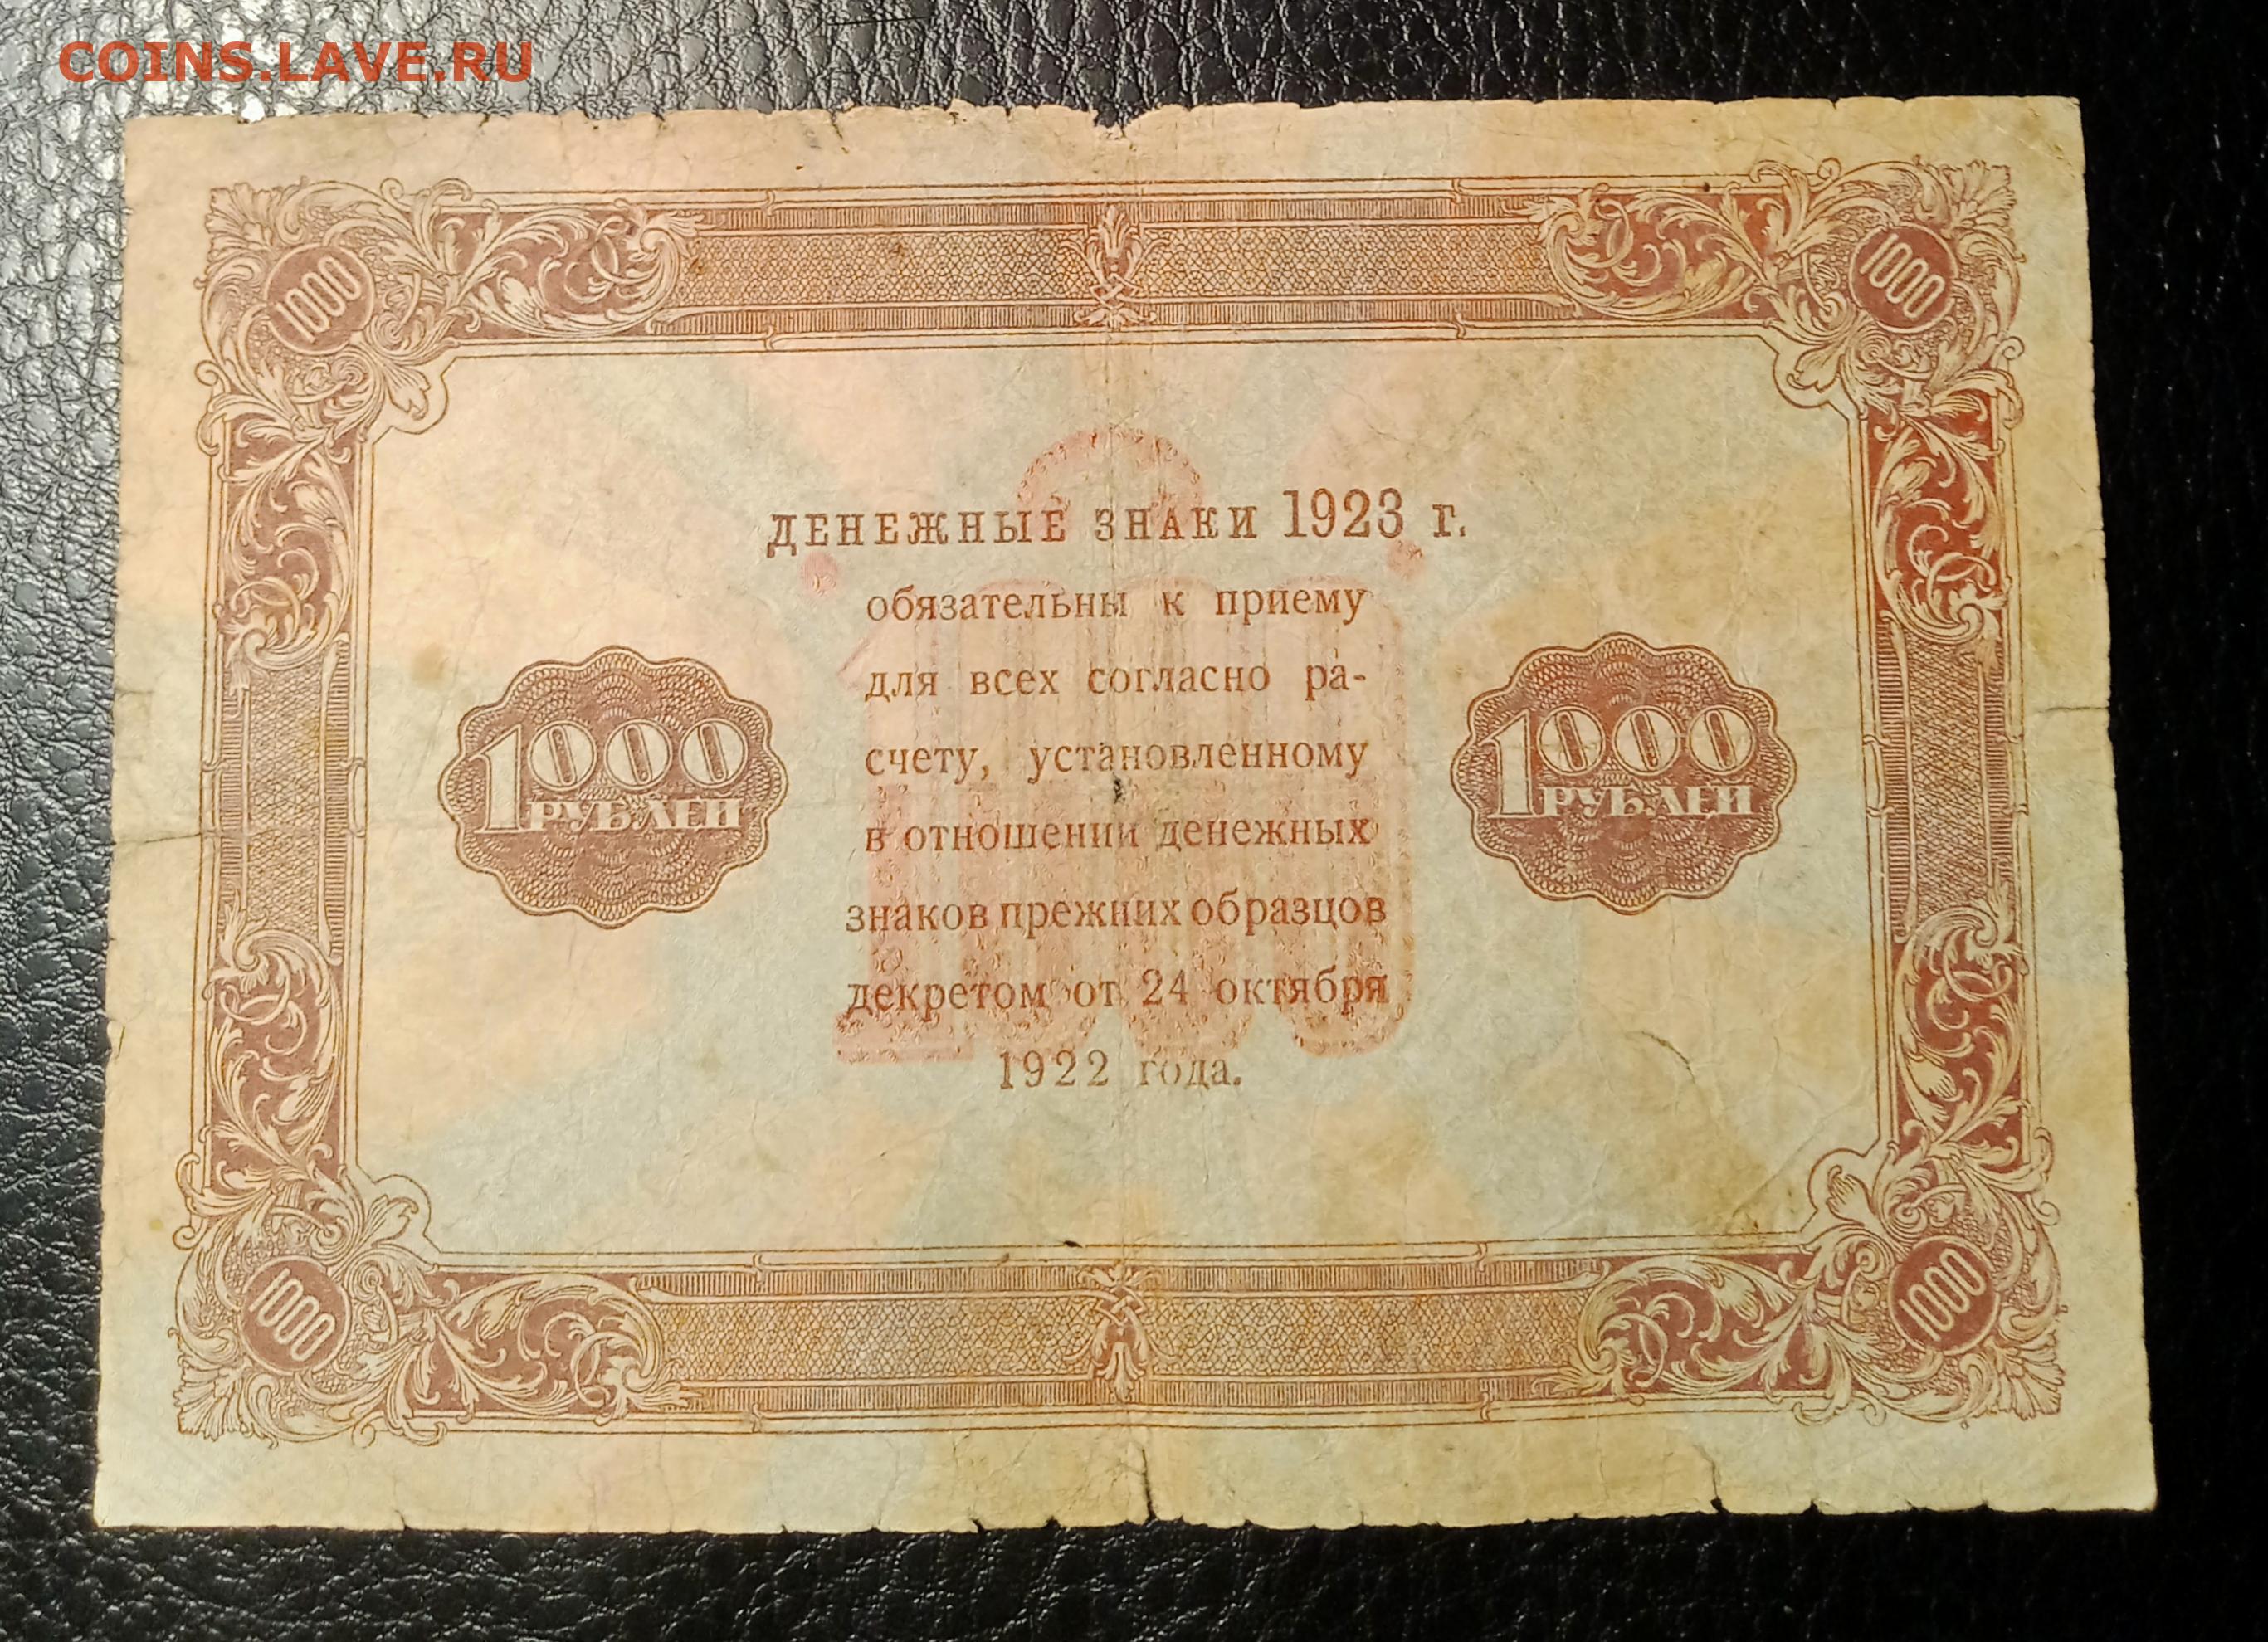 COINS.LAVE.RU
1000
1000
ДЕНЕЖНЫЕ ЗНАКИ 1923 г.
обязательны к приему
для всех согласно ра-
счету, установленному
в отношении денежных
знаков прежних образцов
декретом от 24 октября
1922 года.
1000
РУБЛЕЙ
1000
РУБЛЕЙ
1000
1000